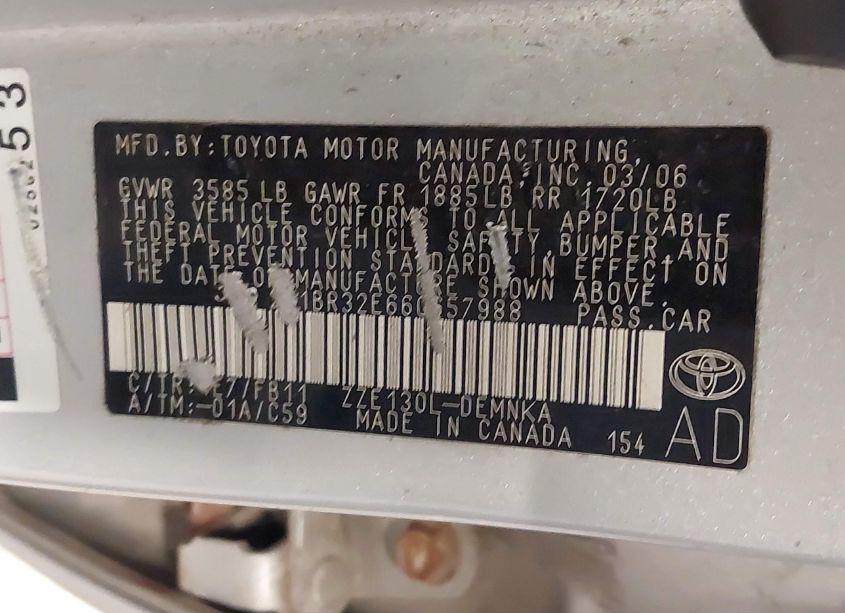 53
MFD.BY:TOYOTA MOTOR MANUFACTURING,
CANADA, INC. 03/06
GVWR 3585 LB GAWR FR 1885LB RR 1720LB
THIS VEHICLE CONFORMS TO ALL APPLICABLE
FEDERAL MOTOR VEHICLE SAFETY, BUMPER, AND
THEFT PREVENTION STANDARDS IN EFFECT ON
THE DATE OF MANUFACTURE SHOWN ABOVE.
PASS.CAR
C/TR: /FB11 ZZE130L-DEMNKA
A/TM:-01A/C59 MADE IN CANADA 154
AD